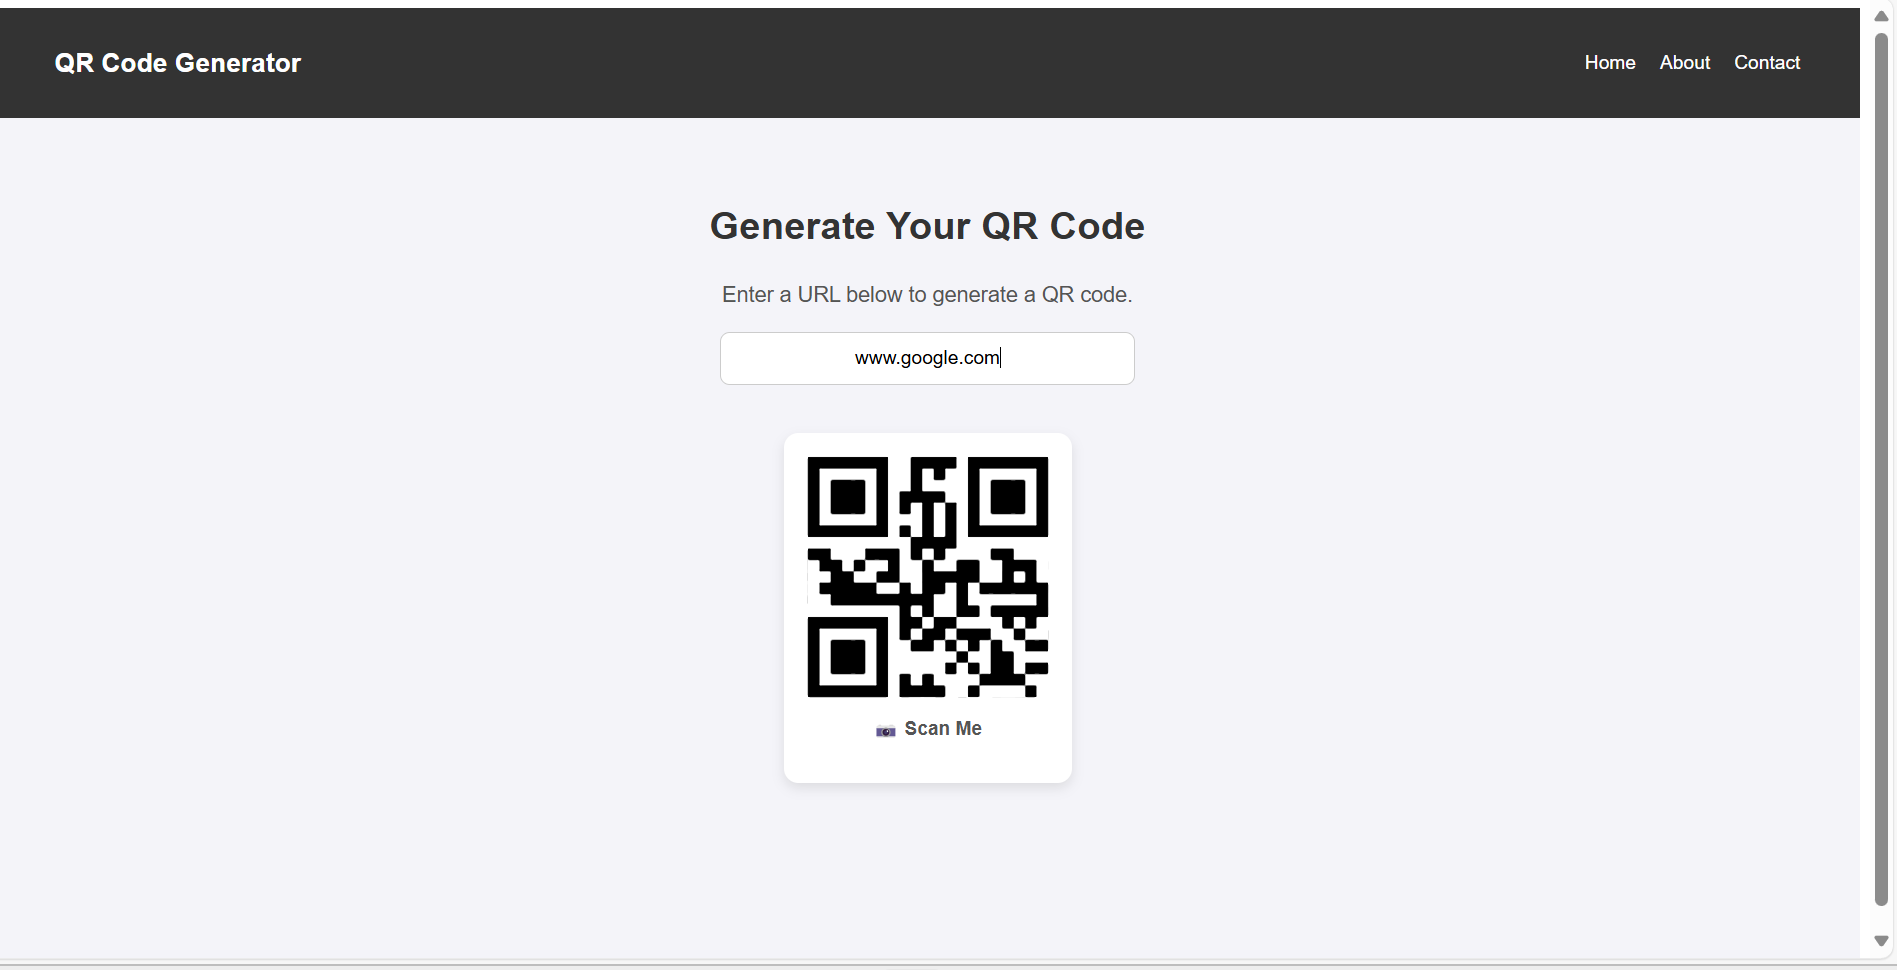 QR Code Generator
Home About Contact
Generate Your QR Code
Enter a URL below to generate a QR code.
www.google.com
Scan Me